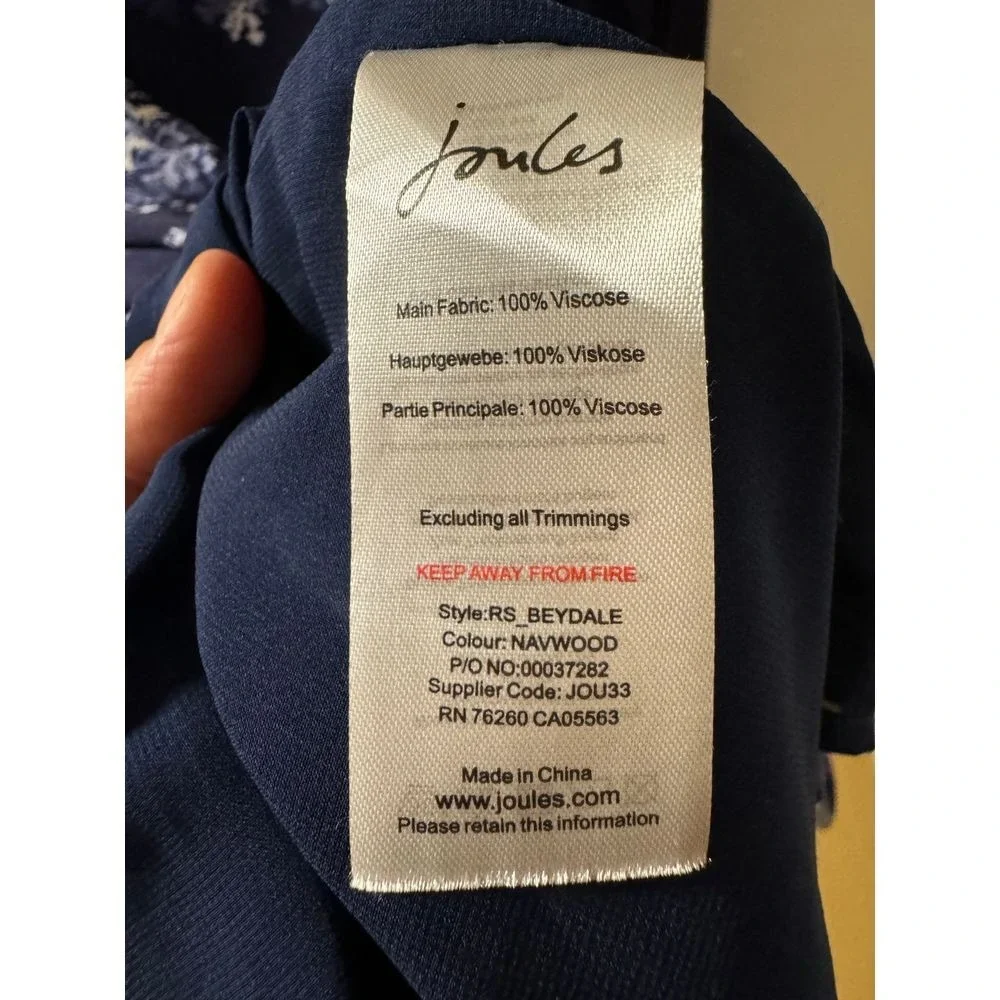 joules
Main Fabric: 100% Viscose
Hauptgewebe: 100% Viskose
Partie Principale: 100% Viscose
Excluding all Trimmings
KEEP AWAY FROM FIRE
Style:RS_BEYDALE
Colour: NAVWOOD
P/O NO:00037282
Supplier Code: JOU33
RN 76260 CA05563
Made in China
www.joules.com
Please retain this information